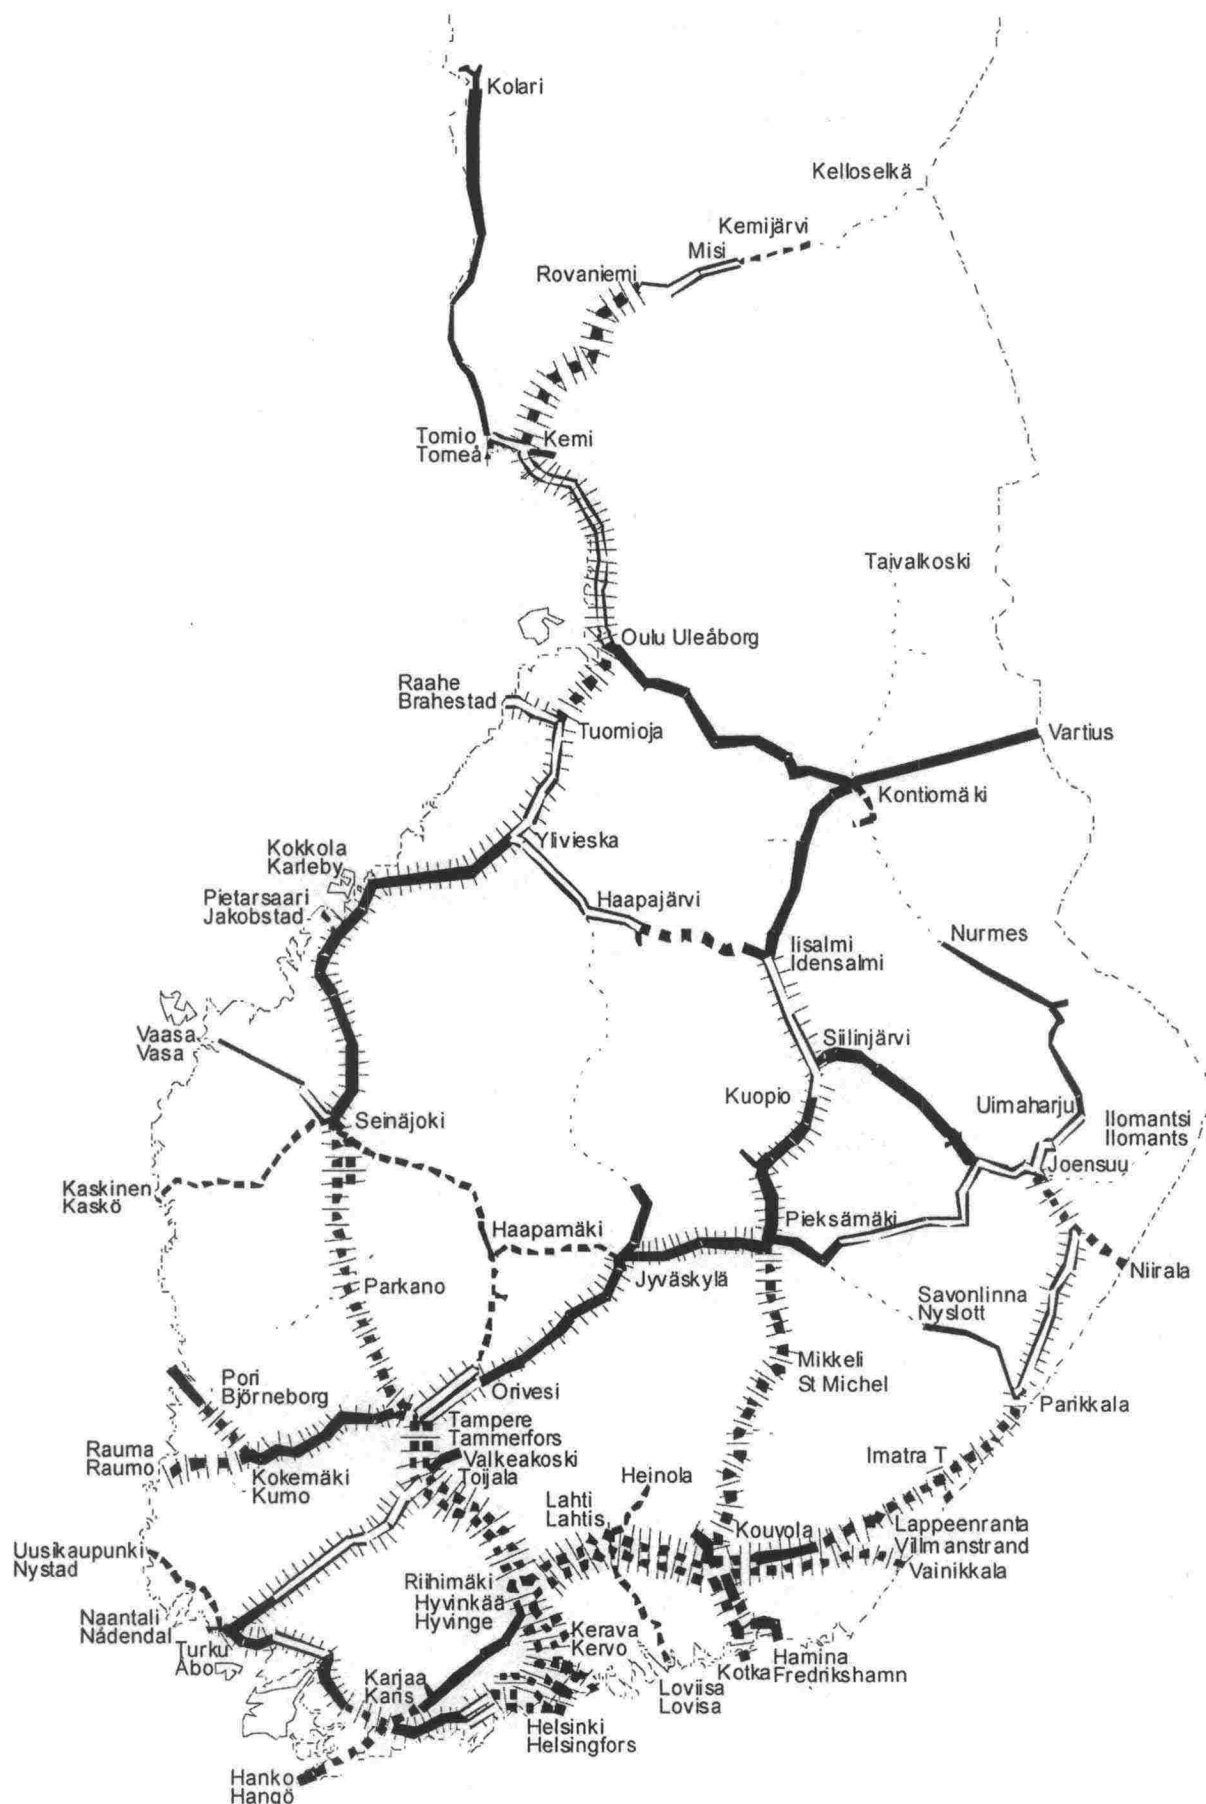 Kolari
Kelloselkä
Kemijärvi
Misi
Rovaniemi
Tornio
Torneå
Kemi
Taivalkoski
Oulu Uleåborg
Raahe
Brahestad
Tuomioja
Vartius
Kontiomäki
Ylivieska
Kokkola
Karleby
Pietarsaari
Jakobstad
Haapajärvi
Iisalmi
Idensalmi
Nurmes
Vaasa
Vasa
Siilinjärvi
Kuopio
Uimaharju
Ilomantsi
Ilomants
Seinäjoki
Joensuu
Kaskinen
Kaskö
Haapamäki
Pieksämäki
Jyväskylä
Niirala
Parkano
Savonlinna
Nyslott
Mikkeli
St Michel
Pori
Björneborg
Orivesi
Parikkala
Tampere
Tammerfors
Valkeakoski
Toijala
Rauma
Raumo
Kokemäki
Kumo
Imatra T
Heinola
Lahti
Lahtis
Kouvola
Lappeenranta
Villmanstrand
Vainikkala
Uusikaupunki
Nystad
Riihimäki
Hyvinkää
Hyvinge
Naantali
Nådendal
Turku
Åbo
Kerava
Kervo
Karjaa
Karis
Kotka
Hamina
Fredrikshamn
Loviisa
Lovisa
Helsinki
Helsingfors
Hanko
Hangö